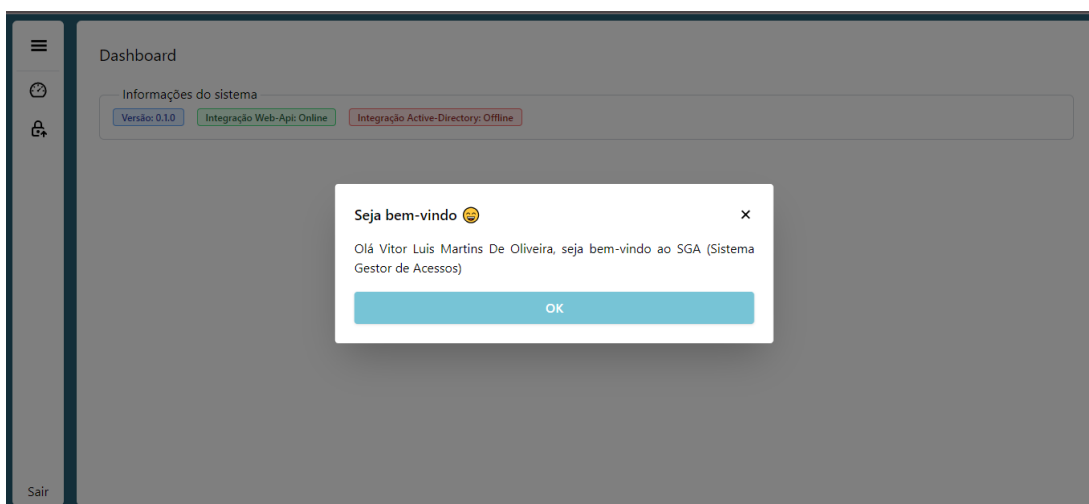 Dashboard
Informações do sistema
Versão: 0.1.0 Integração Web-Api: Online Integração Active-Directory: Offline
Seja bem-vindo 😄
Olá Vitor Luis Martins De Oliveira, seja bem-vindo ao SGA (Sistema
Gestor de Acessos)
OK
Sair